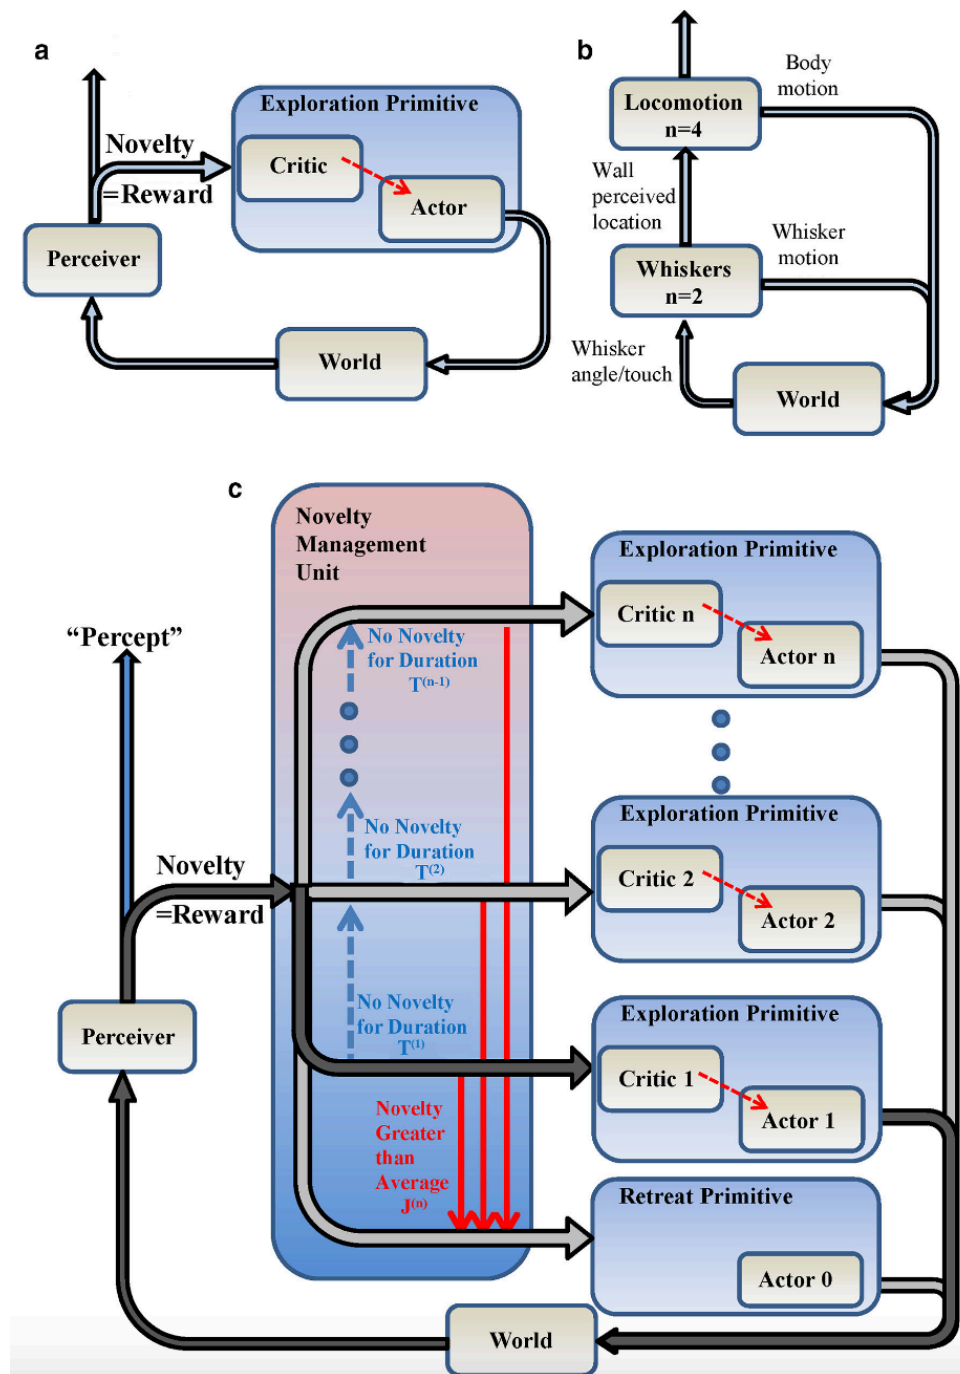 a
Exploration Primitive
Novelty
=Reward
Critic
Actor
Perceiver
World
b
Locomotion
n=4
Body
motion
Wall
perceived
location
Whisker
motion
Whiskers
n=2
Whisker
angle/touch
World
c
Novelty
Management
Unit
Exploration Primitive
Critic n
Actor n
"Percept"
No Novelty
for Duration
T(n-1)
Exploration Primitive
No Novelty
for Duration
T(2)
Critic 2
Actor 2
Novelty
=Reward
No Novelty
for Duration
T(1)
Exploration Primitive
Critic 1
Actor 1
Perceiver
Novelty
Greater
than
Average
J(n)
Retreat Primitive
Actor 0
World